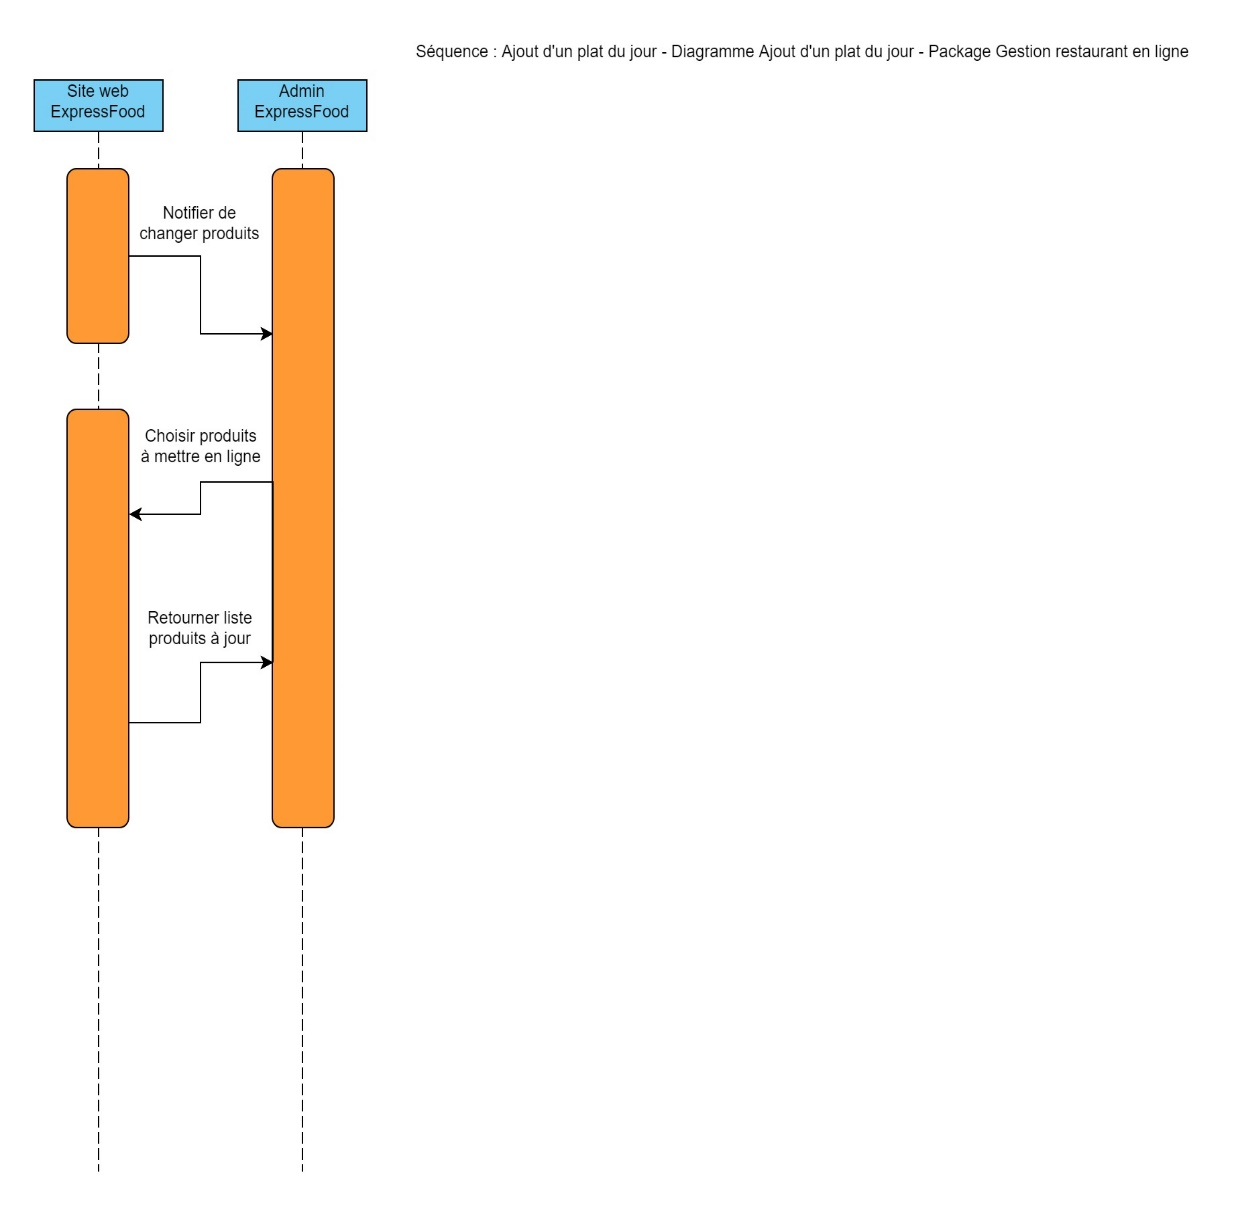 Séquence : Ajout d'un plat du jour - Diagramme Ajout d'un plat du jour - Package Gestion restaurant en ligne
Site web
ExpressFood
Admin
ExpressFood
Notifier de
changer produits
Choisir produits
à mettre en ligne
Retourner liste
produits à jour